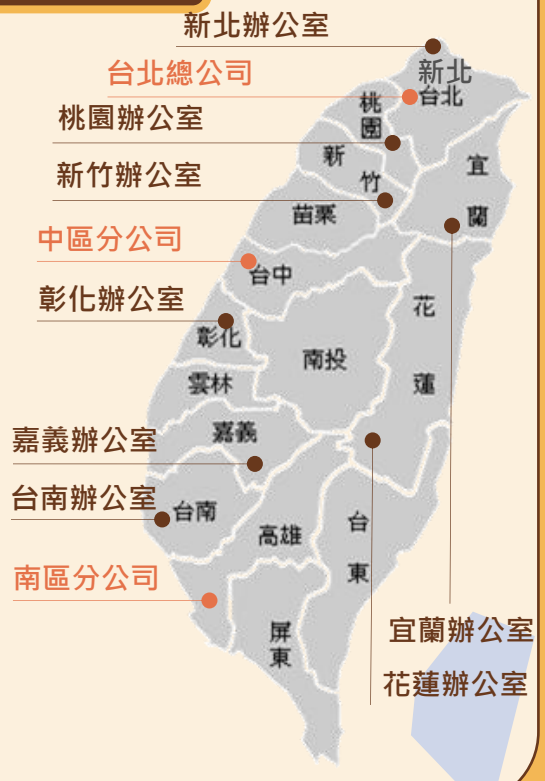 新北辦公室
新北
台北總公司
台北
桃園辦公室
桃園
新竹辦公室
新竹
宜蘭
苗栗
中區分公司
台中
彰化辦公室
花蓮
彰化
南投
雲林
嘉義辦公室
嘉義
台南辦公室
台南
高雄
台東
南區分公司
屏東
宜蘭辦公室
花蓮辦公室